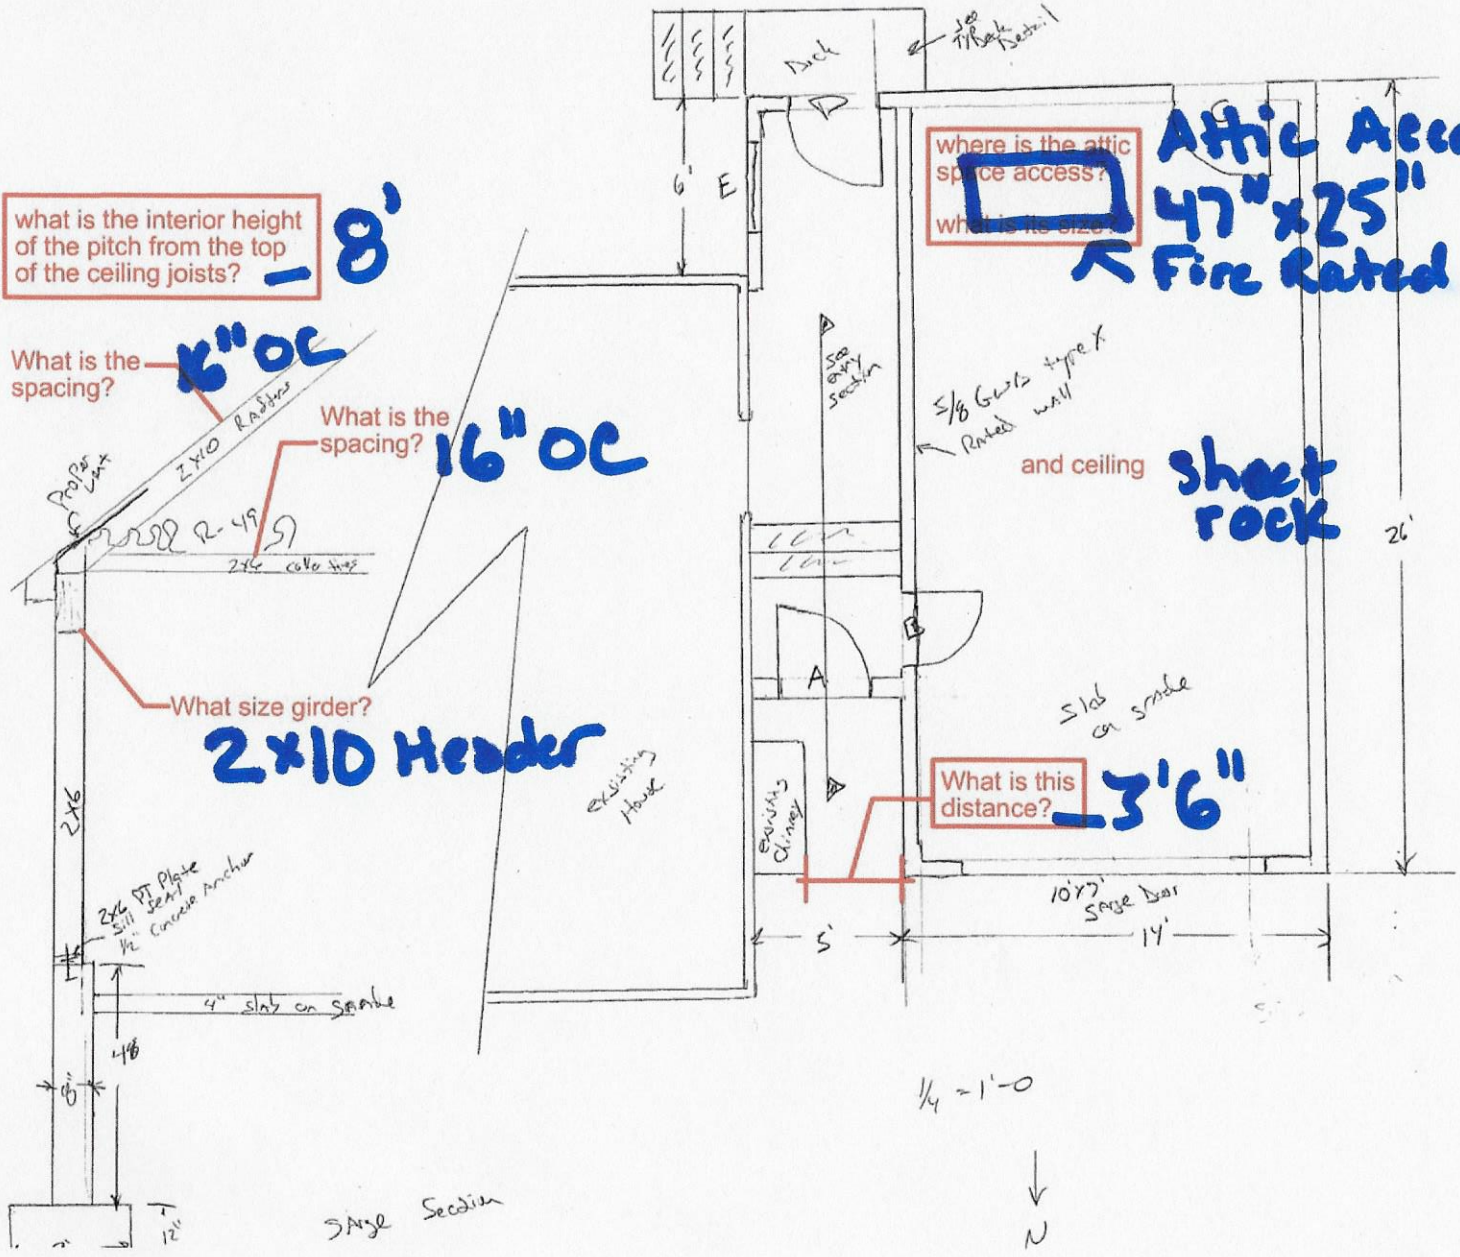 Deck
See
Deck Detail
6'
E
D
C
where is the attic
space access?
what is its size?
Attic Acce
47"x25"
Fire Rated
what is the interior height
of the pitch from the top
of the ceiling joists?
- 8'
What is the
spacing?
16" OC
2x10 Rafters
What is the
spacing?
16" OC
Proper
vent
R-49
2x6 collar ties
See
entry
section
5/8 GWB type X
Rated wall
and ceiling
Sheet
rock
26'
What size girder?
2x10 Header
B
A
Slab
on grade
existing
House
existing
Chimney
What is this
distance?
- 3'6"
2x6
2x6 PT Plate
Sill Seal
1/2" Concrete Anchor
10'x7'
Garge Door
5'
14'
4" slab on grade
48
8"
1/4 = 1'-0
N
12"
Garge Section